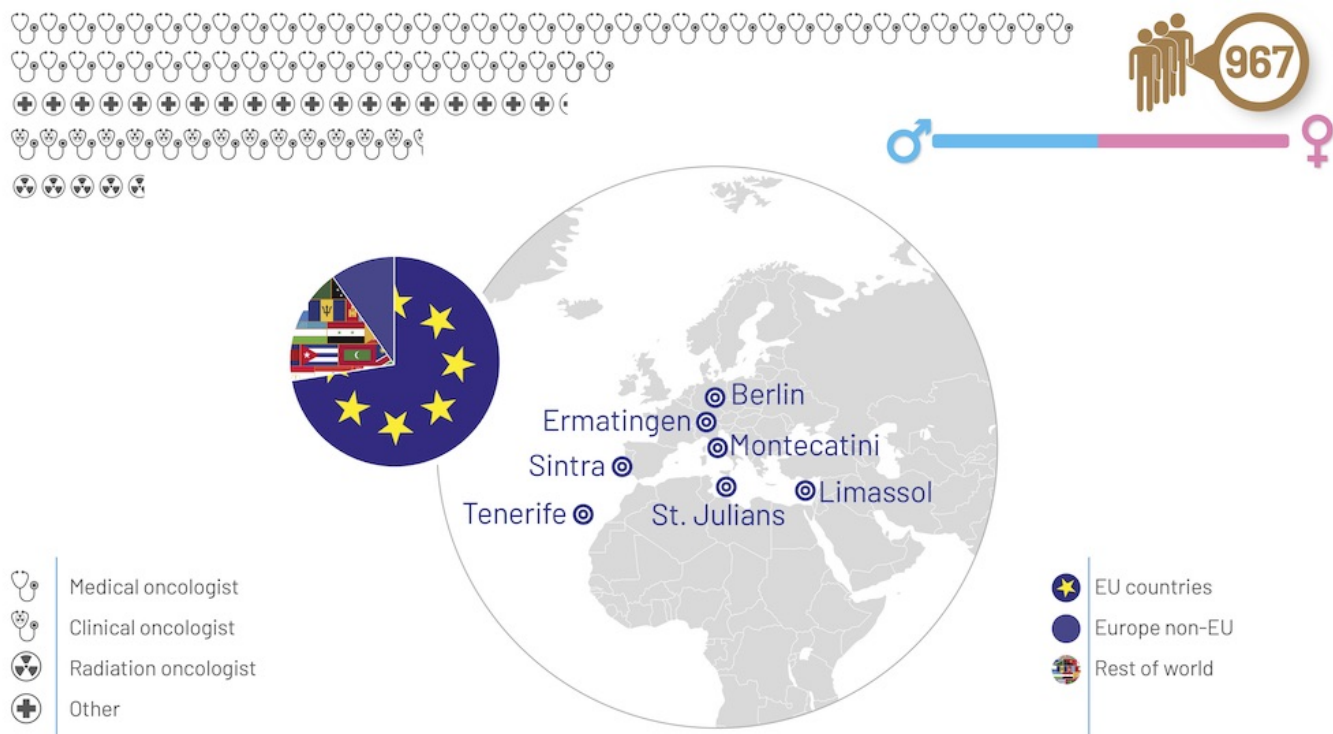 967
Berlin
Ermatingen
Montecatini
Sintra
Limassol
Tenerife
St. Julians
Medical oncologist
Clinical oncologist
Radiation oncologist
Other
EU countries
Europe non-EU
Rest of world